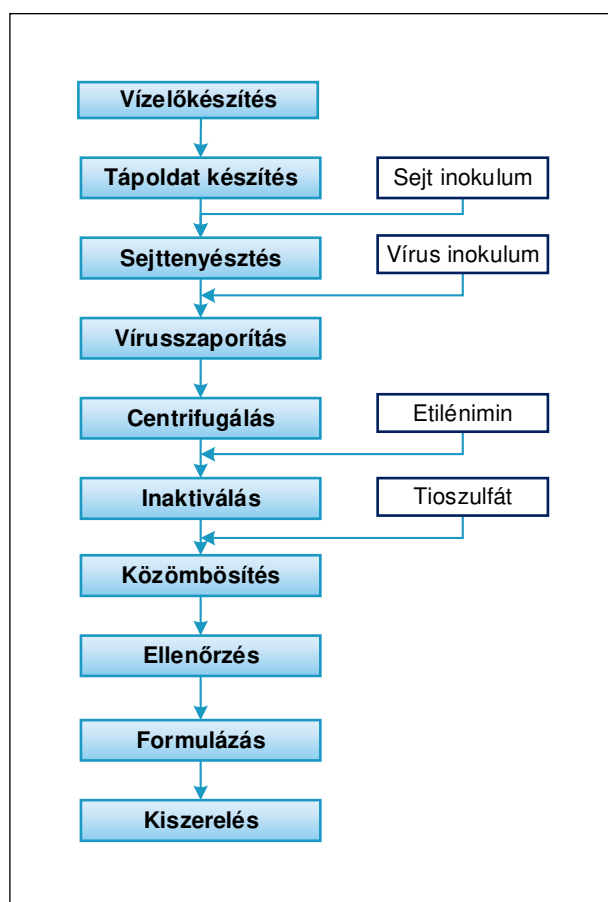 Vízelőkészítés
Tápoldat készítés
Sejt inokulum
Sejttenyésztés
Vírus inokulum
Vírusszaporítás
Centrifugálás
Etilénimin
Inaktiválás
Tioszulfát
Közömbösítés
Ellenőrzés
Formulázás
Kiszerelés